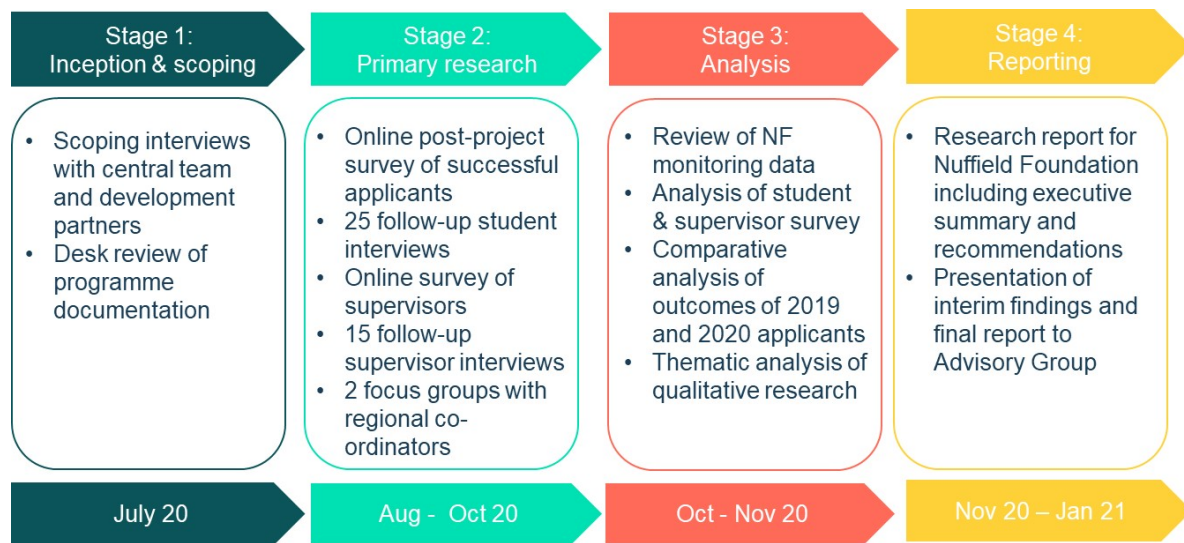 Stage 1:
Inception & scoping
• Scoping interviews
with central team
and development
partners
• Desk review of
programme
documentation
July 20
Stage 2:
Primary research
• Online post-project
survey of successful
applicants
• 25 follow-up student
interviews
• Online survey of
supervisors
• 15 follow-up
supervisor interviews
• 2 focus groups with
regional co-
ordinators
Aug - Oct 20
Stage 3:
Analysis
• Review of NF
monitoring data
• Analysis of student
& supervisor survey
• Comparative
analysis of
outcomes of 2019
and 2020 applicants
• Thematic analysis of
qualitative research
Oct - Nov 20
Stage 4:
Reporting
• Research report for
Nuffield Foundation
including executive
summary and
recommendations
• Presentation of
interim findings and
final report to
Advisory Group
Nov 20 – Jan 21